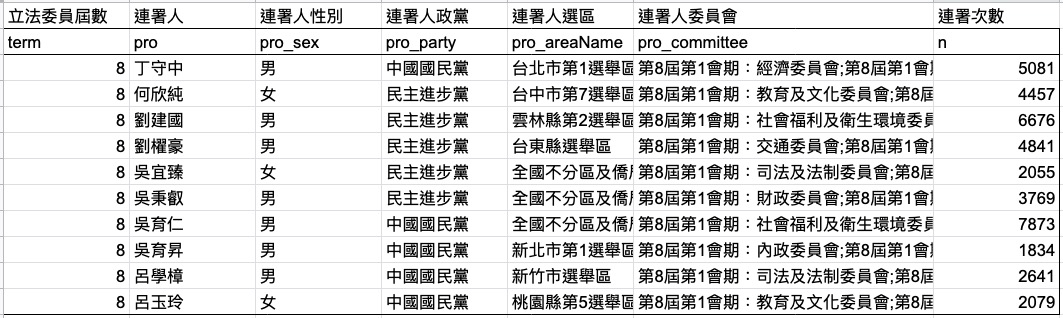 立法委員屆數 連署人 連署人性別 連署人政黨 連署人選區 連署人委員會 連署次數
term pro pro_sex pro_party pro_areaName pro_committee n
8 丁守中 男 中國國民黨 台北市第1選舉區 第8屆第1會期：經濟委員會;第8屆第1會 5081
8 何欣純 女 民主進步黨 台中市第7選舉區 第8屆第1會期：教育及文化委員會;第8屆 4457
8 劉建國 男 民主進步黨 雲林縣第2選舉區 第8屆第1會期：社會福利及衛生環境委員 6676
8 劉櫂豪 男 民主進步黨 台東縣選舉區 第8屆第1會期：交通委員會;第8屆第1會 4841
8 吳宜臻 女 民主進步黨 全國不分區及僑 第8屆第1會期：司法及法制委員會;第8屆 2055
8 吳秉叡 男 民主進步黨 全國不分區及僑 第8屆第1會期：財政委員會;第8屆第1會 3769
8 吳育仁 男 中國國民黨 全國不分區及僑 第8屆第1會期：社會福利及衛生環境委員 7873
8 吳育昇 男 中國國民黨 新北市第1選舉區 第8屆第1會期：內政委員會;第8屆第1會 1834
8 呂學樟 男 中國國民黨 新竹市選舉區 第8屆第1會期：司法及法制委員會;第8屆 2641
8 呂玉玲 女 中國國民黨 桃園縣第5選舉區 第8屆第1會期：教育及文化委員會;第8屆 2079